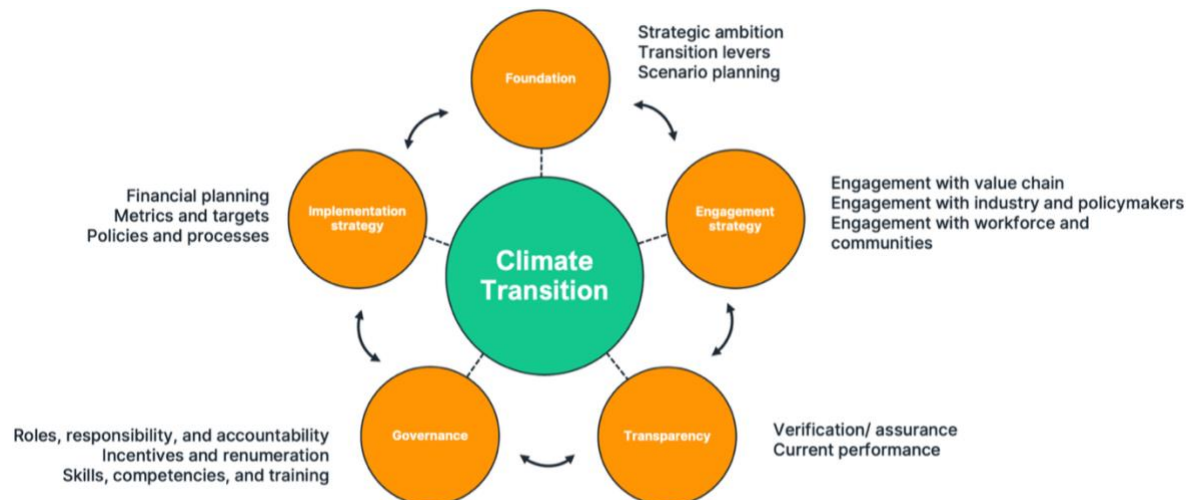 Foundation
Strategic ambition
Transition levers
Scenario planning
Financial planning
Metrics and targets
Policies and processes
Implementation
strategy
Engagement
strategy
Engagement with value chain
Engagement with industry and policymakers
Engagement with workforce and
communities
Climate
Transition
Roles, responsibility, and accountability
Incentives and renumeration
Skills, competencies, and training
Governance
Transparency
Verification/ assurance
Current performance